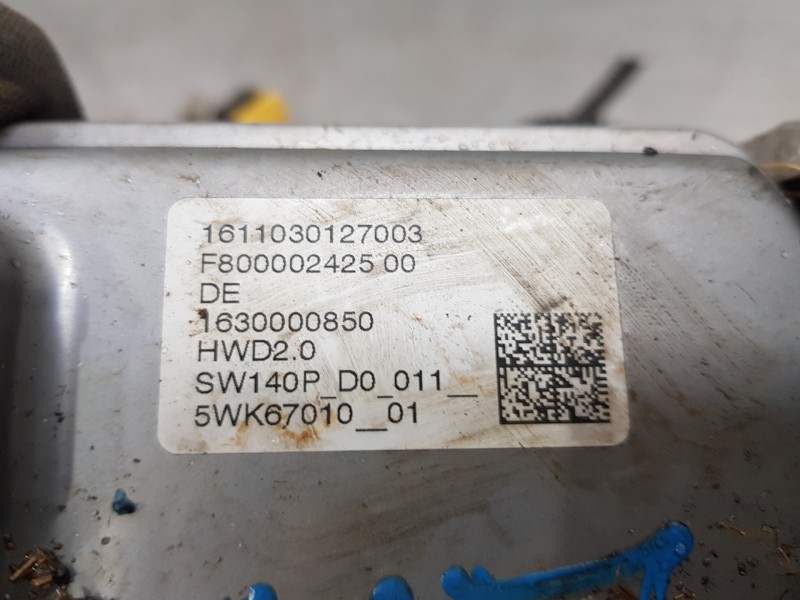 1611030127003
F800002425 00
DE
1630000850
HWD2.0
SW140P_D0_011__
5WK67010__01